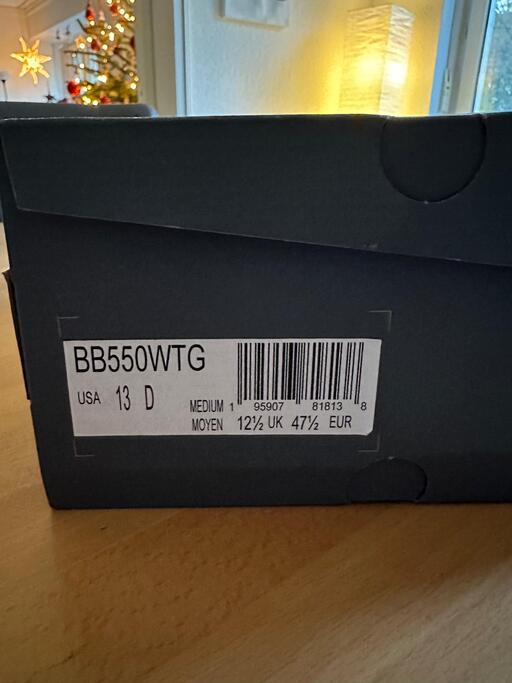 BB550WTG
USA 13 D
MEDIUM 1 95907 81813 8
MOYEN 12½ UK 47½ EUR